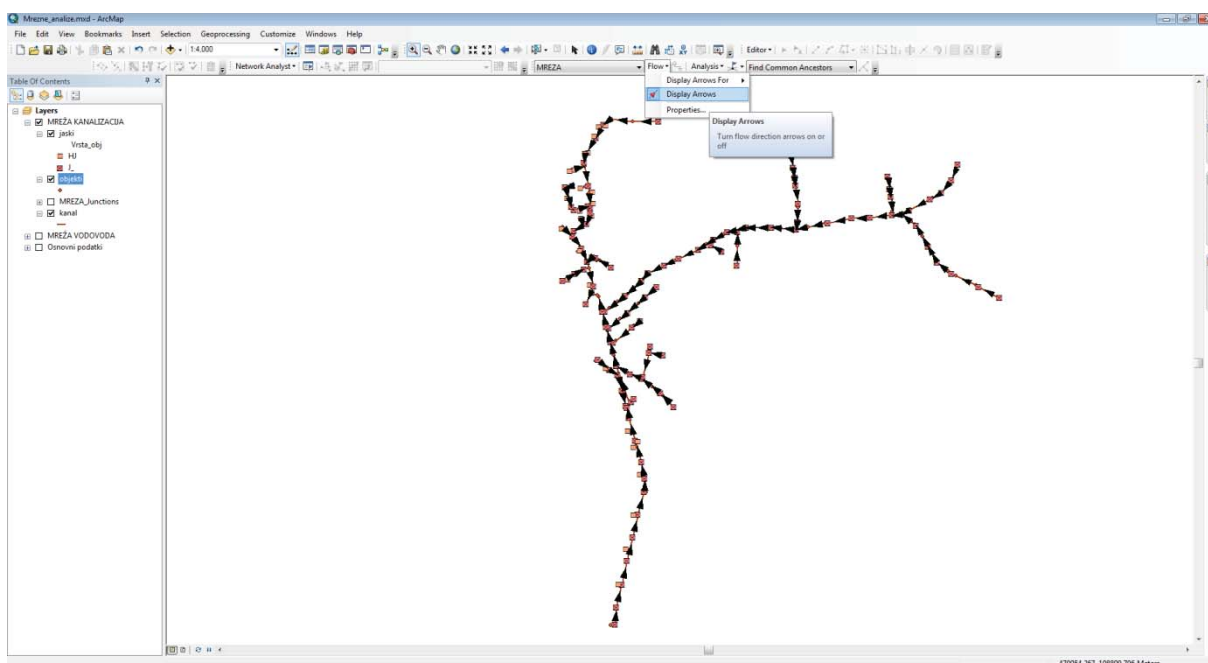 Mrezne_analize.mxd - ArcMap
File Edit View Bookmarks Insert Selection Geoprocessing Customize Windows Help
1:4.000
Editor
Network Analyst
MREZA
Flow
Analysis
Find Common Ancestors
Table Of Contents
Display Arrows For
Display Arrows
Properties...
Display Arrows
Turn flow direction arrows on or
off
Layers
MREŽA KANALIZACIJA
jaski
Vrsta_obj
HJ
J_
objekti
MREZA_Junctions
kanal
MREŽA VODOVODA
Osnovni podatki